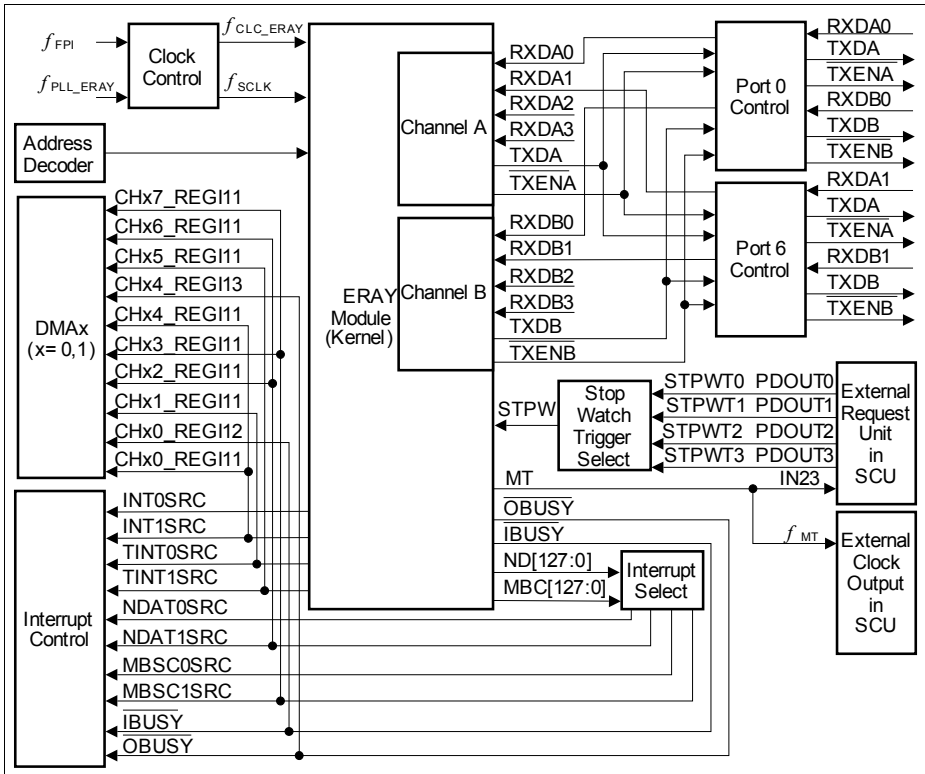 f FPI
f PLL_ERAY
Clock
Control
f CLC_ERAY
f SCLK
Address
Decoder
DMAx
(x= 0,1)
CHx7_REGI11
CHx6_REGI11
CHx5_REGI11
CHx4_REGI13
CHx4_REGI11
CHx3_REGI11
CHx2_REGI11
CHx1_REGI11
CHx0_REGI12
CHx0_REGI11
Interrupt
Control
INT0SRC
INT1SRC
TINT0SRC
TINT1SRC
NDAT0SRC
NDAT1SRC
MBSC0SRC
MBSC1SRC
IBUSY
OBUSY
ERAY
Module
(Kernel)
Channel A
Channel B
RXDA0
RXDA1
RXDA2
RXDA3
TXDA
TXENA
RXDB0
RXDB1
RXDB2
RXDB3
TXDB
TXENB
STPW
Stop
Watch
Trigger
Select
STPWT0 PDOUT0
STPWT1 PDOUT1
STPWT2 PDOUT2
STPWT3 PDOUT3
MT
IN23
OBUSY
IBUSY
ND[127:0]
MBC[127:0]
Interrupt
Select
f MT
Port 0
Control
RXDA0
TXDA
TXENA
RXDB0
TXDB
TXENB
Port 6
Control
RXDA1
TXDA
TXENA
RXDB1
TXDB
TXENB
External
Request
Unit
in
SCU
External
Clock
Output
in
SCU